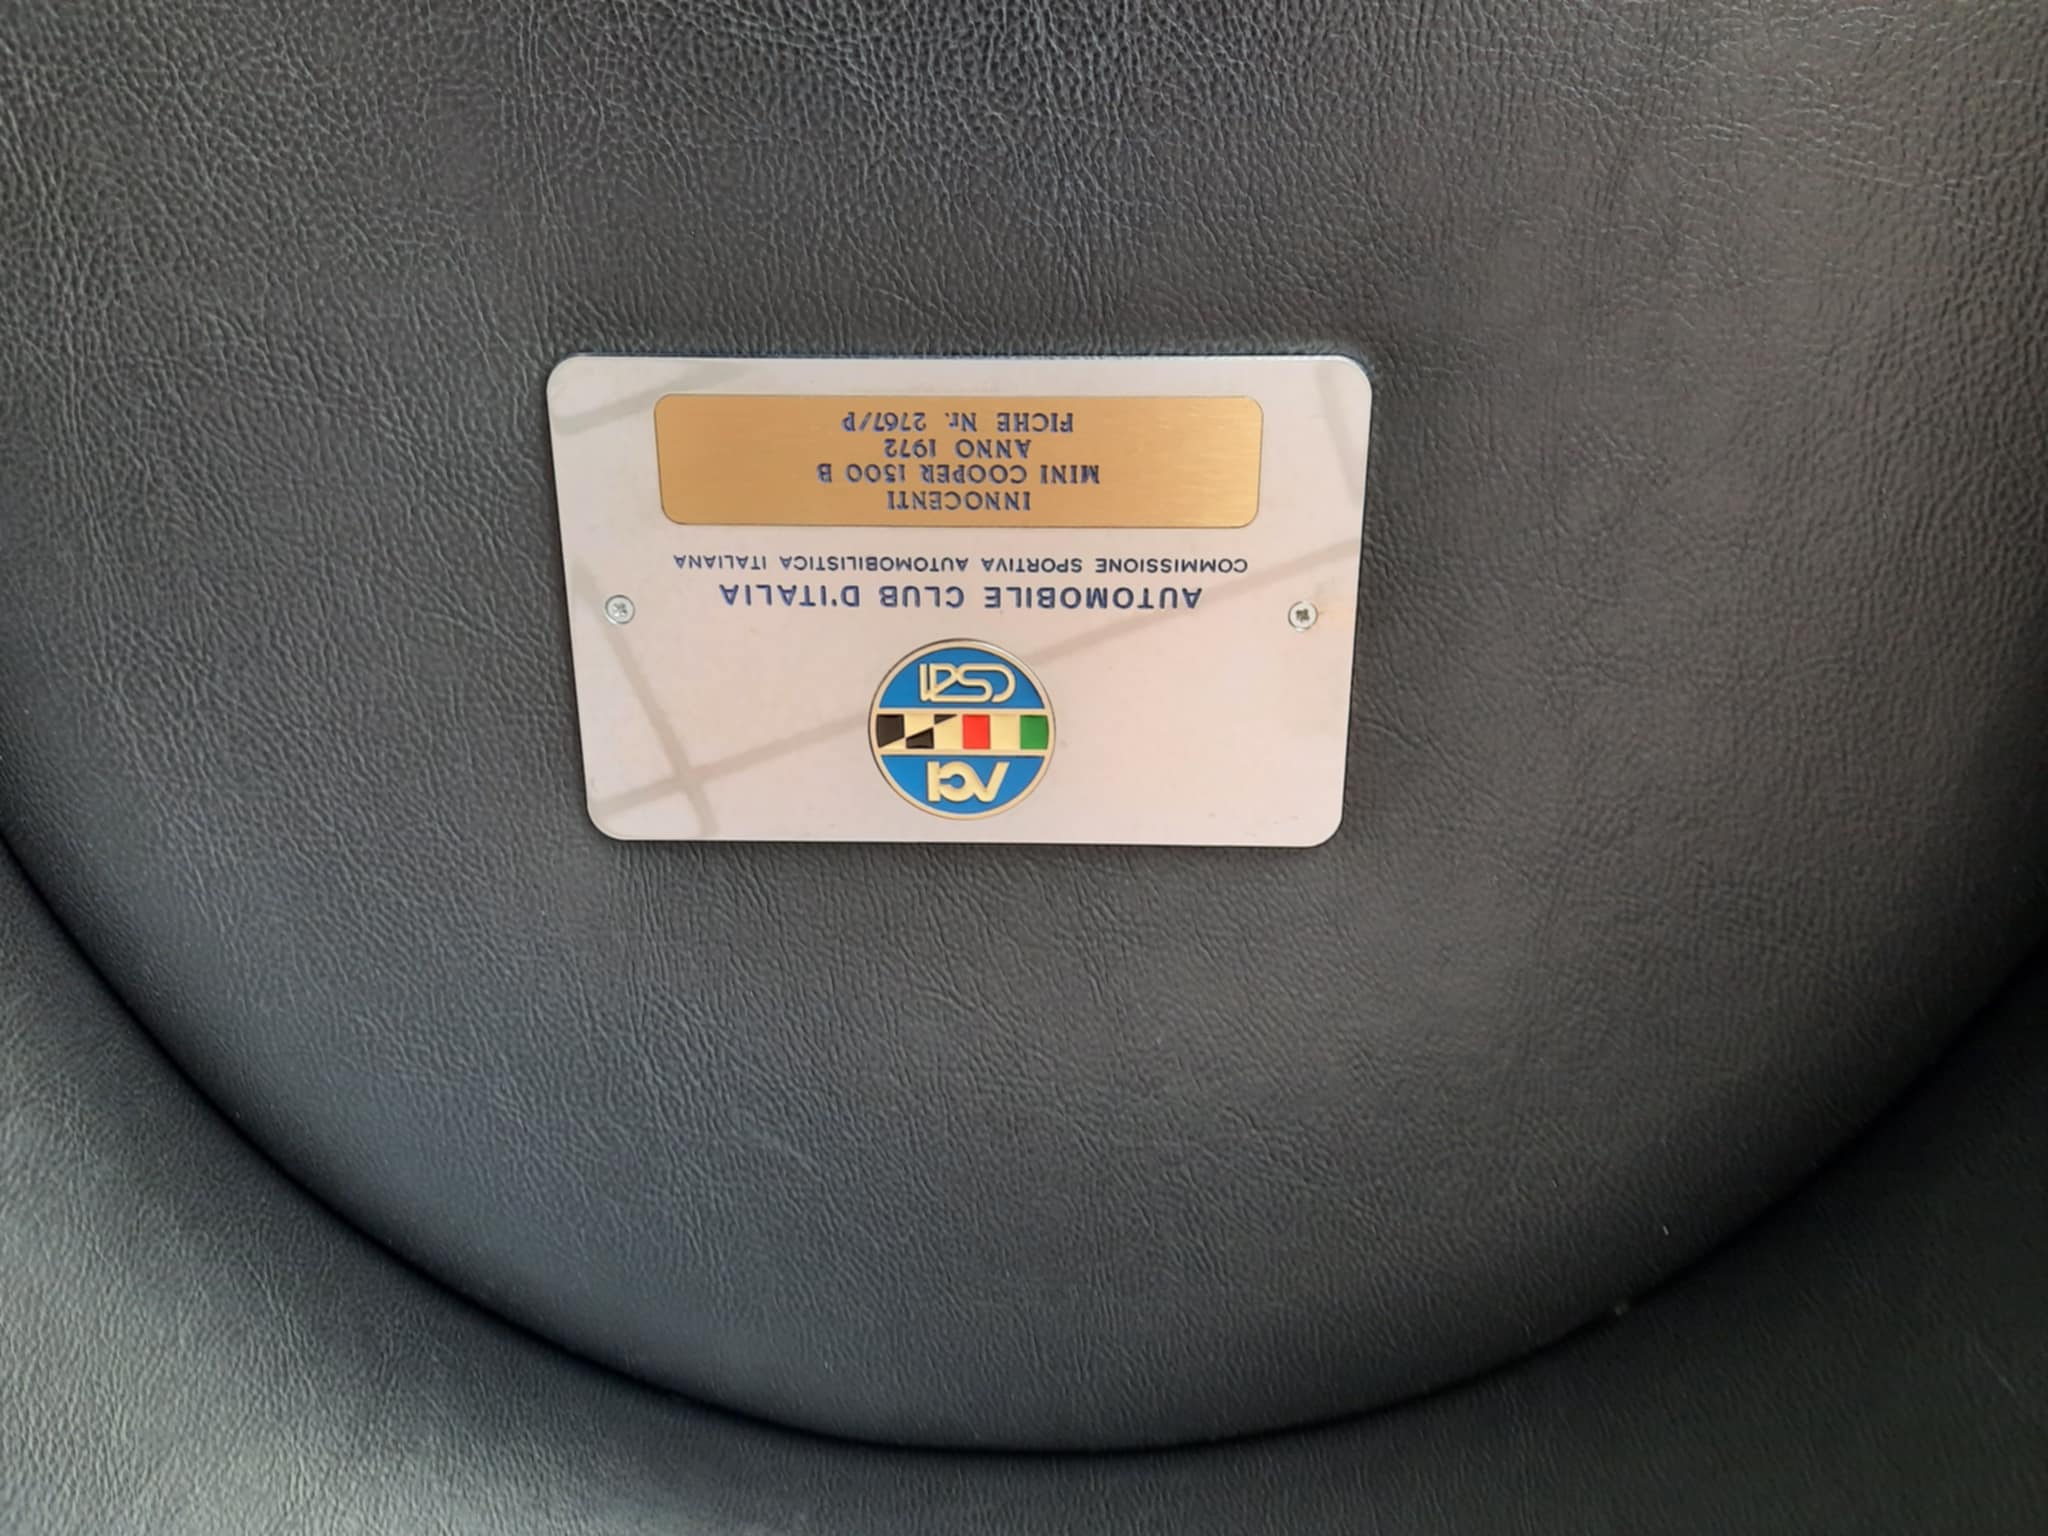 ACI
CSAI
AUTOMOBILE CLUB D'ITALIA
COMMISSIONE SPORTIVA AUTOMOBILISTICA ITALIANA
INNOCENTI
MINI COOPER 1300 B
ANNO 1972
FICHE Nr. 2767/P